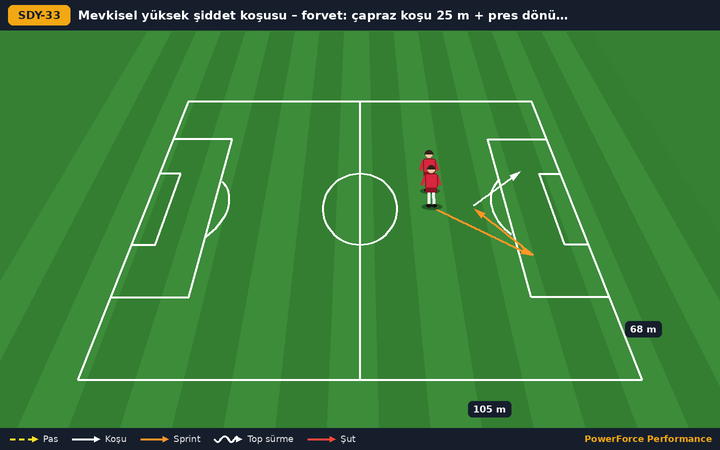 SDY-33 Mevkisel yüksek şiddet koşusu – forvet: çapraz koşu 25 m + pres dönü...
68 m
105 m
Pas Koşu Sprint Top sürme Şut PowerForce Performance